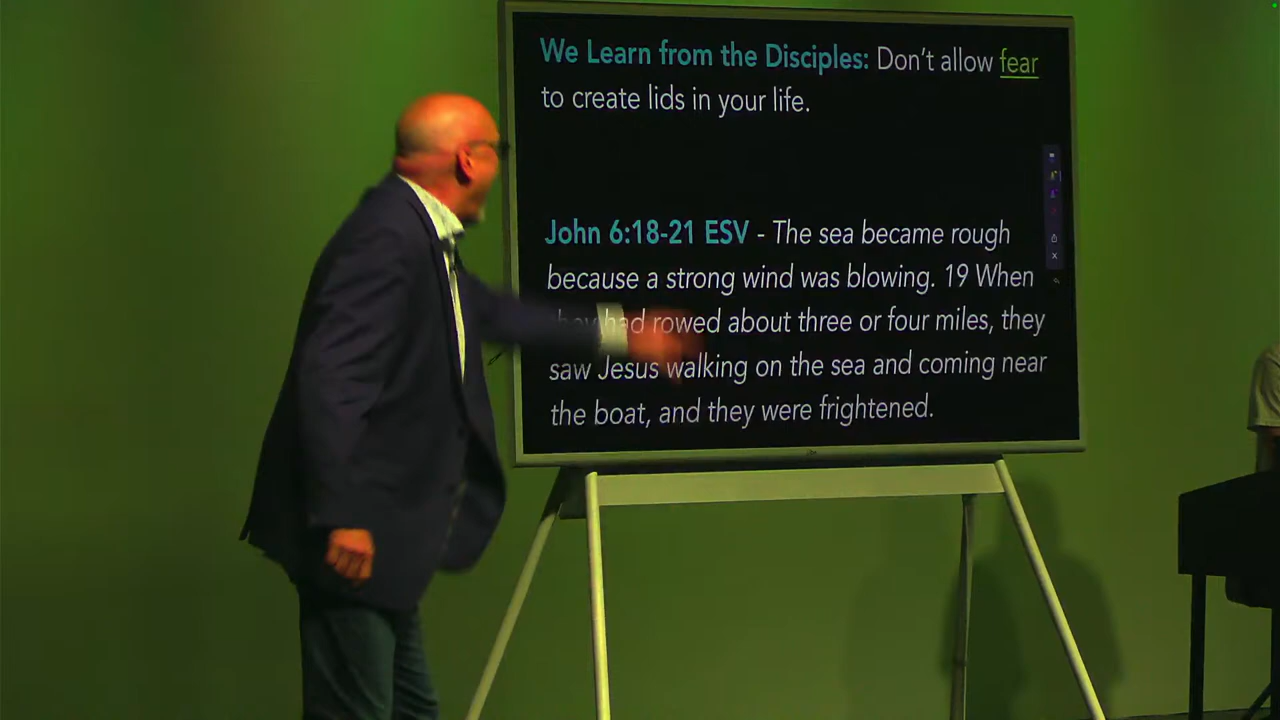 We Learn from the Disciples: Don't allow fear
to create lids in your life.
John 6:18-21 ESV - The sea became rough
because a strong wind was blowing. 19 When
they had rowed about three or four miles, they
saw Jesus walking on the sea and coming near
the boat, and they were frightened.